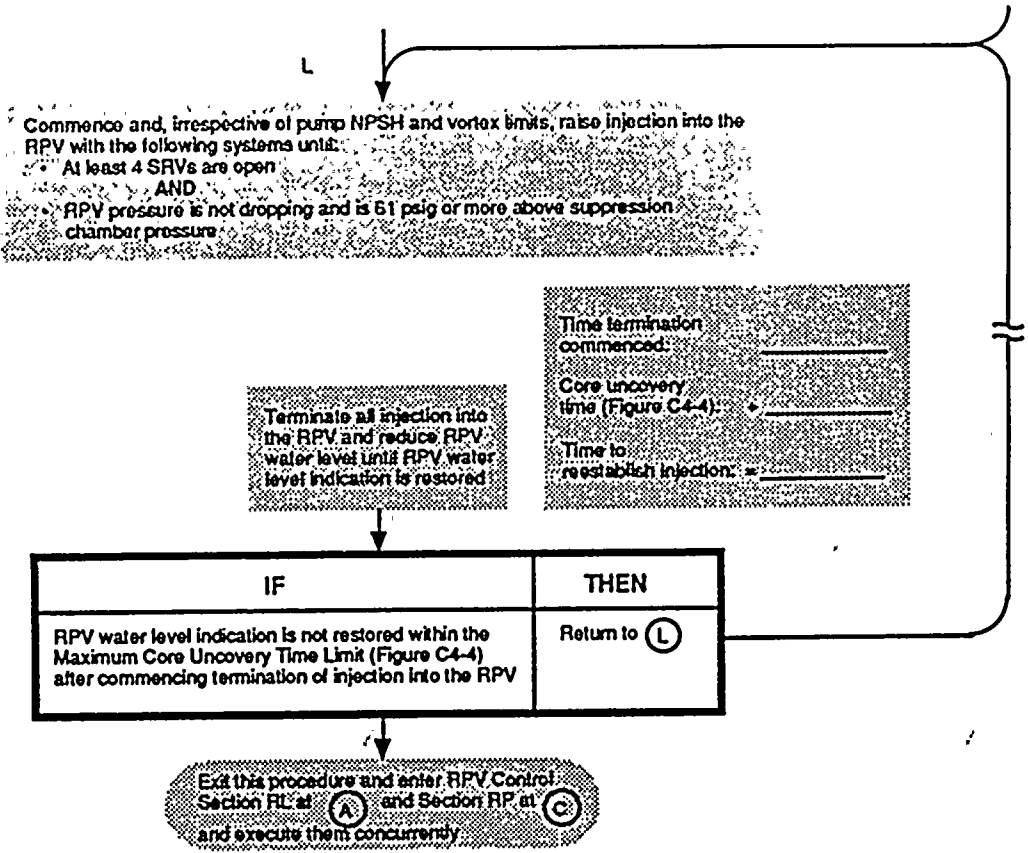 L
Commence and, irrespective of pump NPSH and vortex limits, raise injection into the
RPV with the following systems until:
• At least 4 SRVs are open
AND
• RPV pressure is not dropping and is 61 psig or more above suppression
chamber pressure
Time termination
commenced:
Core uncovery
time (Figure C4-4): +
Time to
reestablish injection: =
Terminate all injection into
the RPV and reduce RPV
water level until RPV water
level indication is restored
IF
THEN
RPV water level indication is not restored within the
Maximum Core Uncovery Time Limit (Figure C4-4)
after commencing termination of injection into the RPV
Return to L
Exit this procedure and enter RPV Control
Section RL at A and Section RP at C
and execute them concurrently